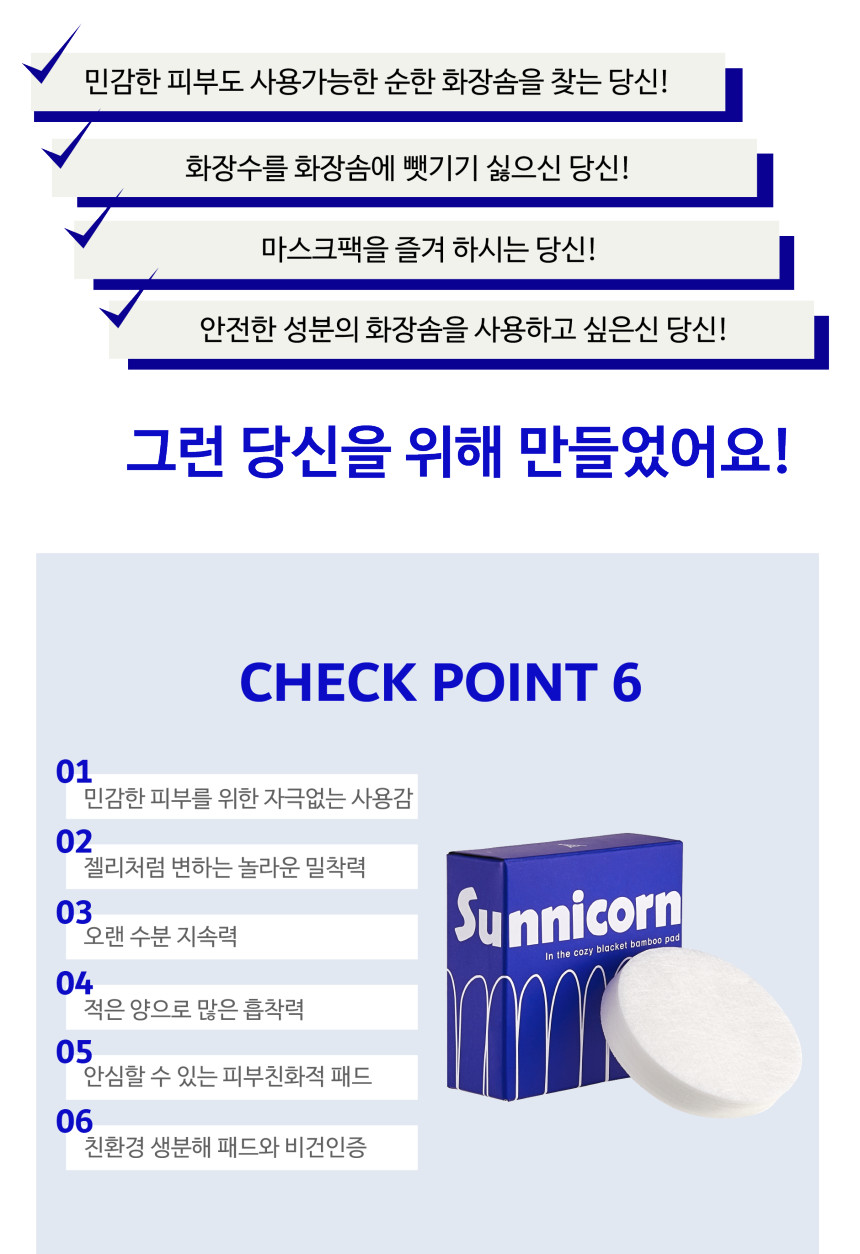 민감한 피부도 사용가능한 순한 화장솜을 찾는 당신!
화장수를 화장솜에 뺏기기 싫으신 당신!
마스크팩을 즐겨 하시는 당신!
안전한 성분의 화장솜을 사용하고 싶은신 당신!
그런 당신을 위해 만들었어요!
CHECK POINT 6
01
민감한 피부를 위한 자극없는 사용감
02
젤리처럼 변하는 놀라운 밀착력
03
오랜 수분 지속력
04
적은 양으로 많은 흡착력
05
안심할 수 있는 피부친화적 패드
06
친환경 생분해 패드와 비건인증
Sunnicorn
In the cozy blacket bamboo pad